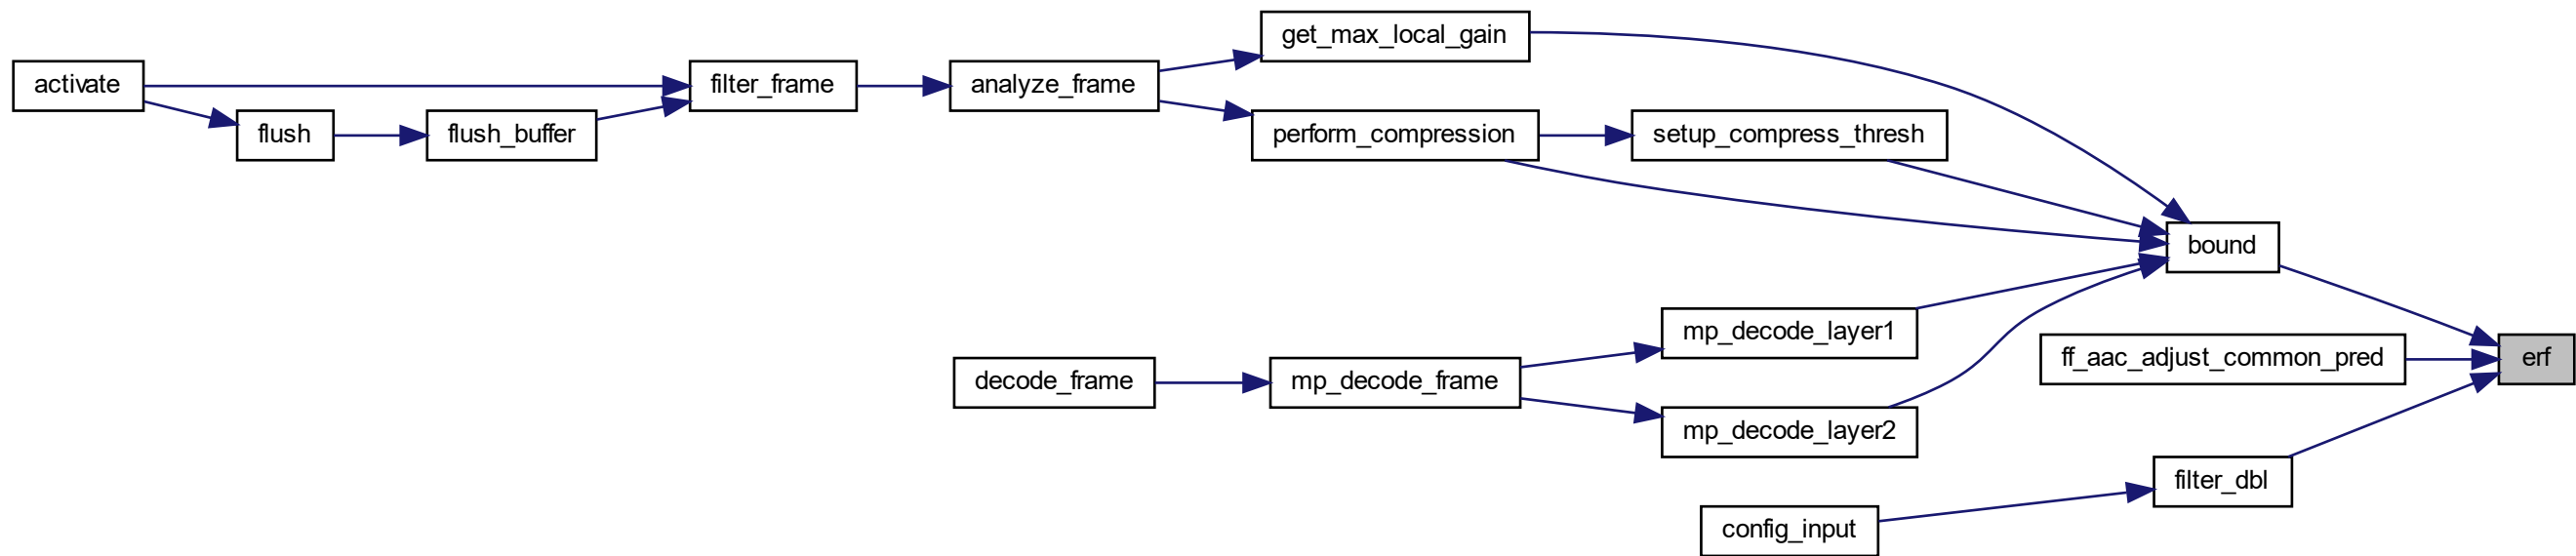 get_max_local_gain
activate
filter_frame
analyze_frame
flush
flush_buffer
perform_compression
setup_compress_thresh
bound
mp_decode_layer1
ff_aac_adjust_common_pred
erf
decode_frame
mp_decode_frame
mp_decode_layer2
filter_dbl
config_input